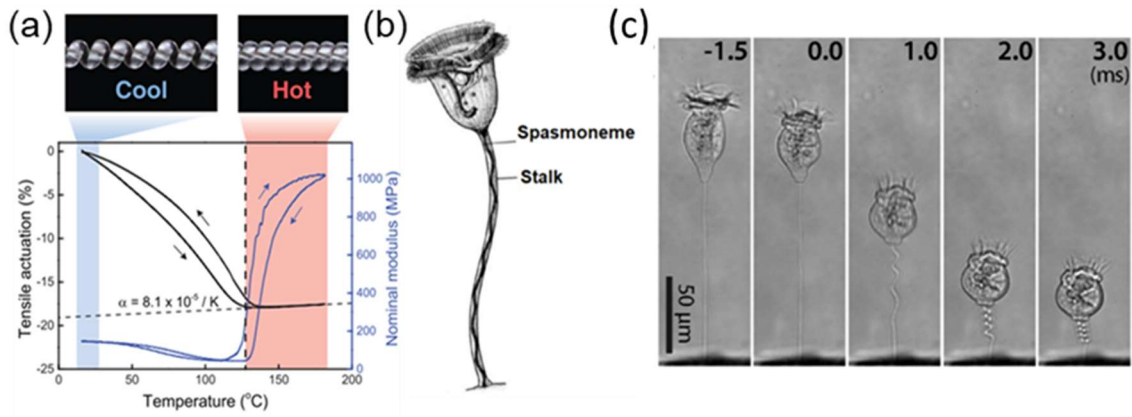 (a)
Cool
Hot
Tensile actuation (%)
0
-5
-10
-15
-20
-25
α = 8.1 x 10⁻⁵ / K
0
50
100
150
200
Temperature (°C)
1000
800
600
400
200
0
Nominal modulus (MPa)
(b)
Spasmoneme
Stalk
(c)
-1.5
0.0
1.0
2.0
3.0
(ms)
50 μm